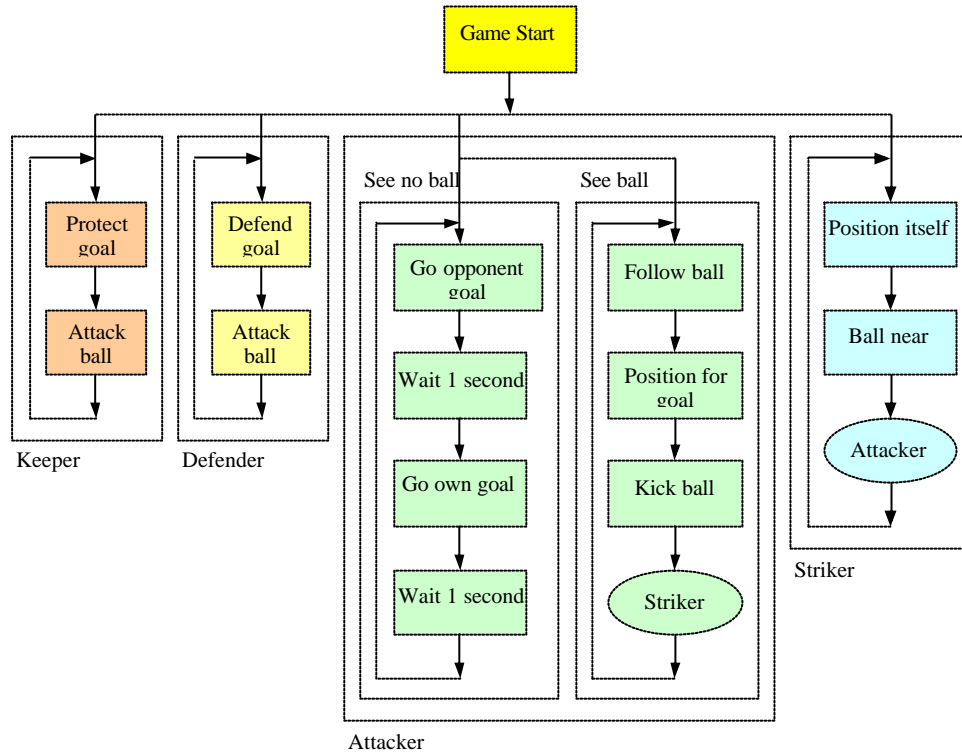 Game Start
Protect
goal
Attack
ball
Keeper
Defend
goal
Attack
ball
Defender
See no ball
Go opponent
goal
Wait 1 second
Go own goal
Wait 1 second
See ball
Follow ball
Position for
goal
Kick ball
Striker
Attacker
Position itself
Ball near
Attacker
Striker